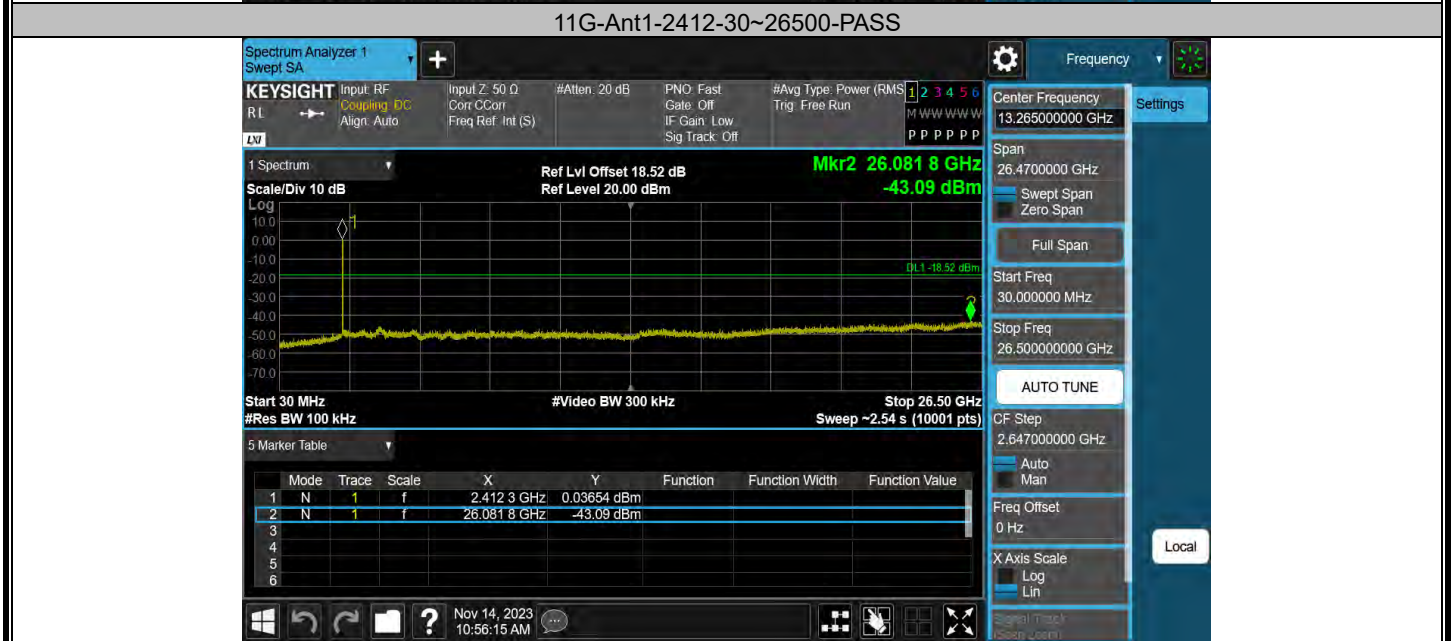 11G-Ant1-2412-30~26500-PASS
Spectrum Analyzer 1
Swept SA
+
Frequency
KEYSIGHT
RL
LXI
Input: RF
Coupling: DC
Align: Auto
Input Z: 50 Ω
Corr CCorr
Freq Ref: Int (S)
#Atten: 20 dB
PNO: Fast
Gate: Off
IF Gain: Low
Sig Track: Off
#Avg Type: Power (RMS
Trig: Free Run
1 2 3 4 5 6
M W W W W W
P P P P P P
Center Frequency
13.265000000 GHz
Settings
1 Spectrum
Scale/Div 10 dB
Ref Lvl Offset 18.52 dB
Ref Level 20.00 dBm
Mkr2 26.081 8 GHz
-43.09 dBm
Span
26.4700000 GHz
Swept Span
Zero Span
Full Span
Log
10.0
0.00
-10.0
-20.0
-30.0
-40.0
-50.0
-60.0
-70.0
1
DL1 -18.52 dBm
2
Start Freq
30.000000 MHz
Stop Freq
26.500000000 GHz
AUTO TUNE
Start 30 MHz
#Video BW 300 kHz
Stop 26.50 GHz
#Res BW 100 kHz
Sweep ~2.54 s (10001 pts)
CF Step
2.647000000 GHz
Auto
Man
5 Marker Table
Mode Trace Scale X Y Function Function Width Function Value
1 N 1 f 2.412 3 GHz 0.03654 dBm
2 N 1 f 26.081 8 GHz -43.09 dBm
3
4
5
6
Freq Offset
0 Hz
X Axis Scale
Log
Lin
Local
Signal Track
(Span Zoom)
?
Nov 14, 2023
10:56:15 AM